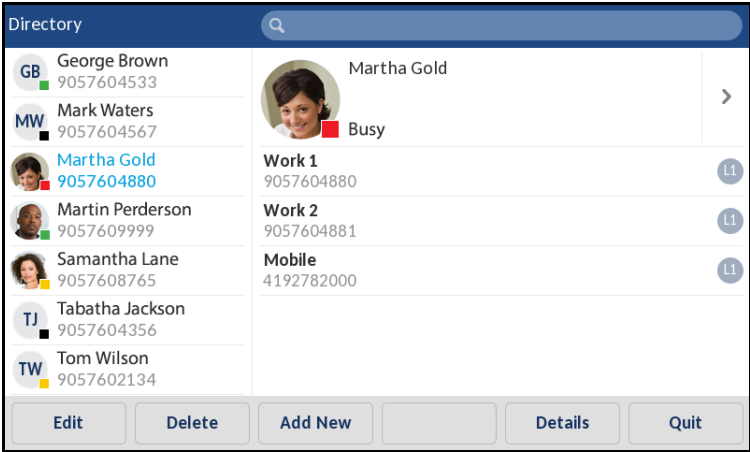 Directory
GB
George Brown
9057604533
MW
Mark Waters
9057604567
Martha Gold
9057604880
Martin Perderson
9057609999
Samantha Lane
9057608765
TJ
Tabatha Jackson
9057604356
TW
Tom Wilson
9057602134
Martha Gold
Busy
Work 1
9057604880
L1
Work 2
9057604881
L1
Mobile
4192782000
L1
Edit
Delete
Add New
Details
Quit